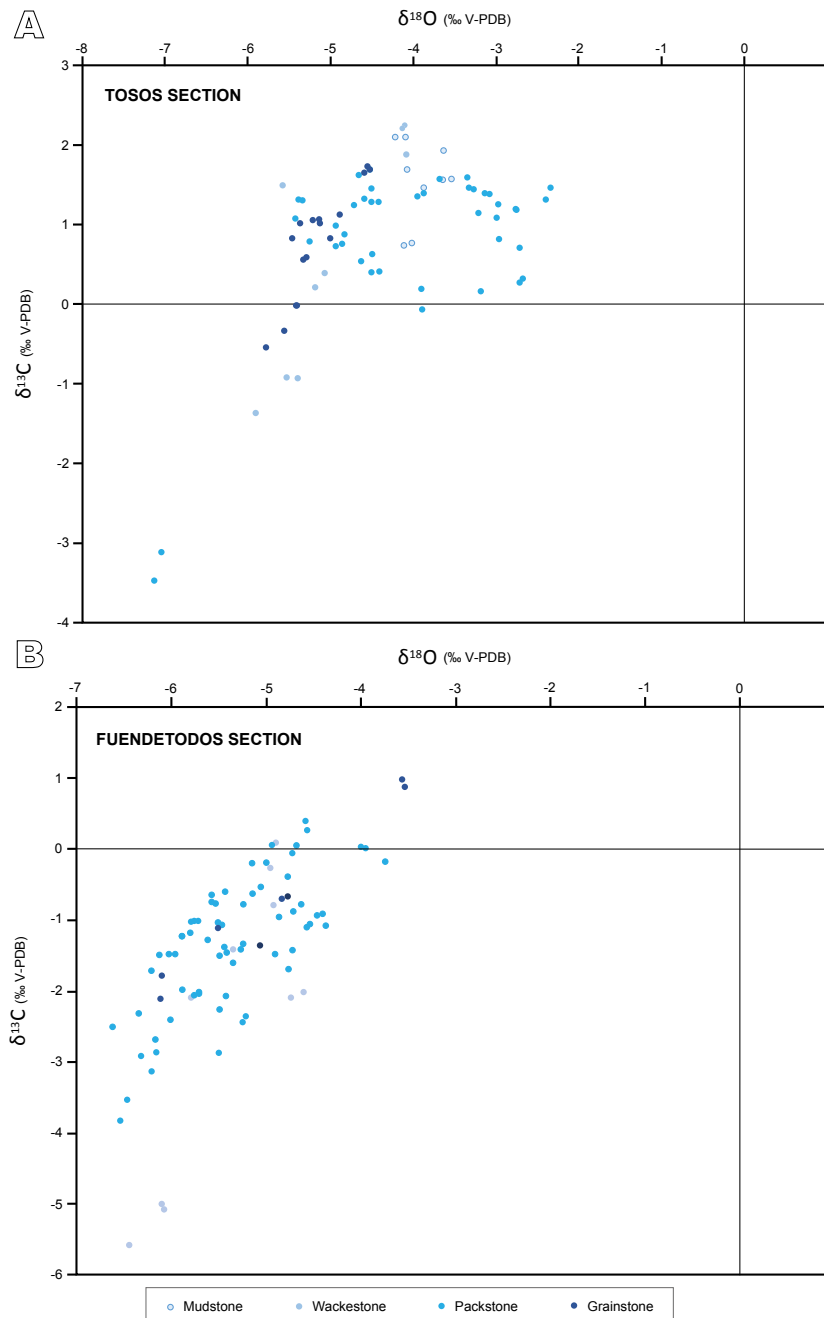 A
δ18O (‰ V-PDB)
-8 -7 -6 -5 -4 -3 -2 -1 0
3
TOSOS SECTION
2
1
0
δ13C (‰ V-PDB)
-1
-2
-3
-4
B
δ18O (‰ V-PDB)
-7 -6 -5 -4 -3 -2 -1 0
2
FUENDETODOS SECTION
1
0
-1
-2
δ13C (‰ V-PDB)
-3
-4
-5
-6
Mudstone Wackestone Packstone Grainstone